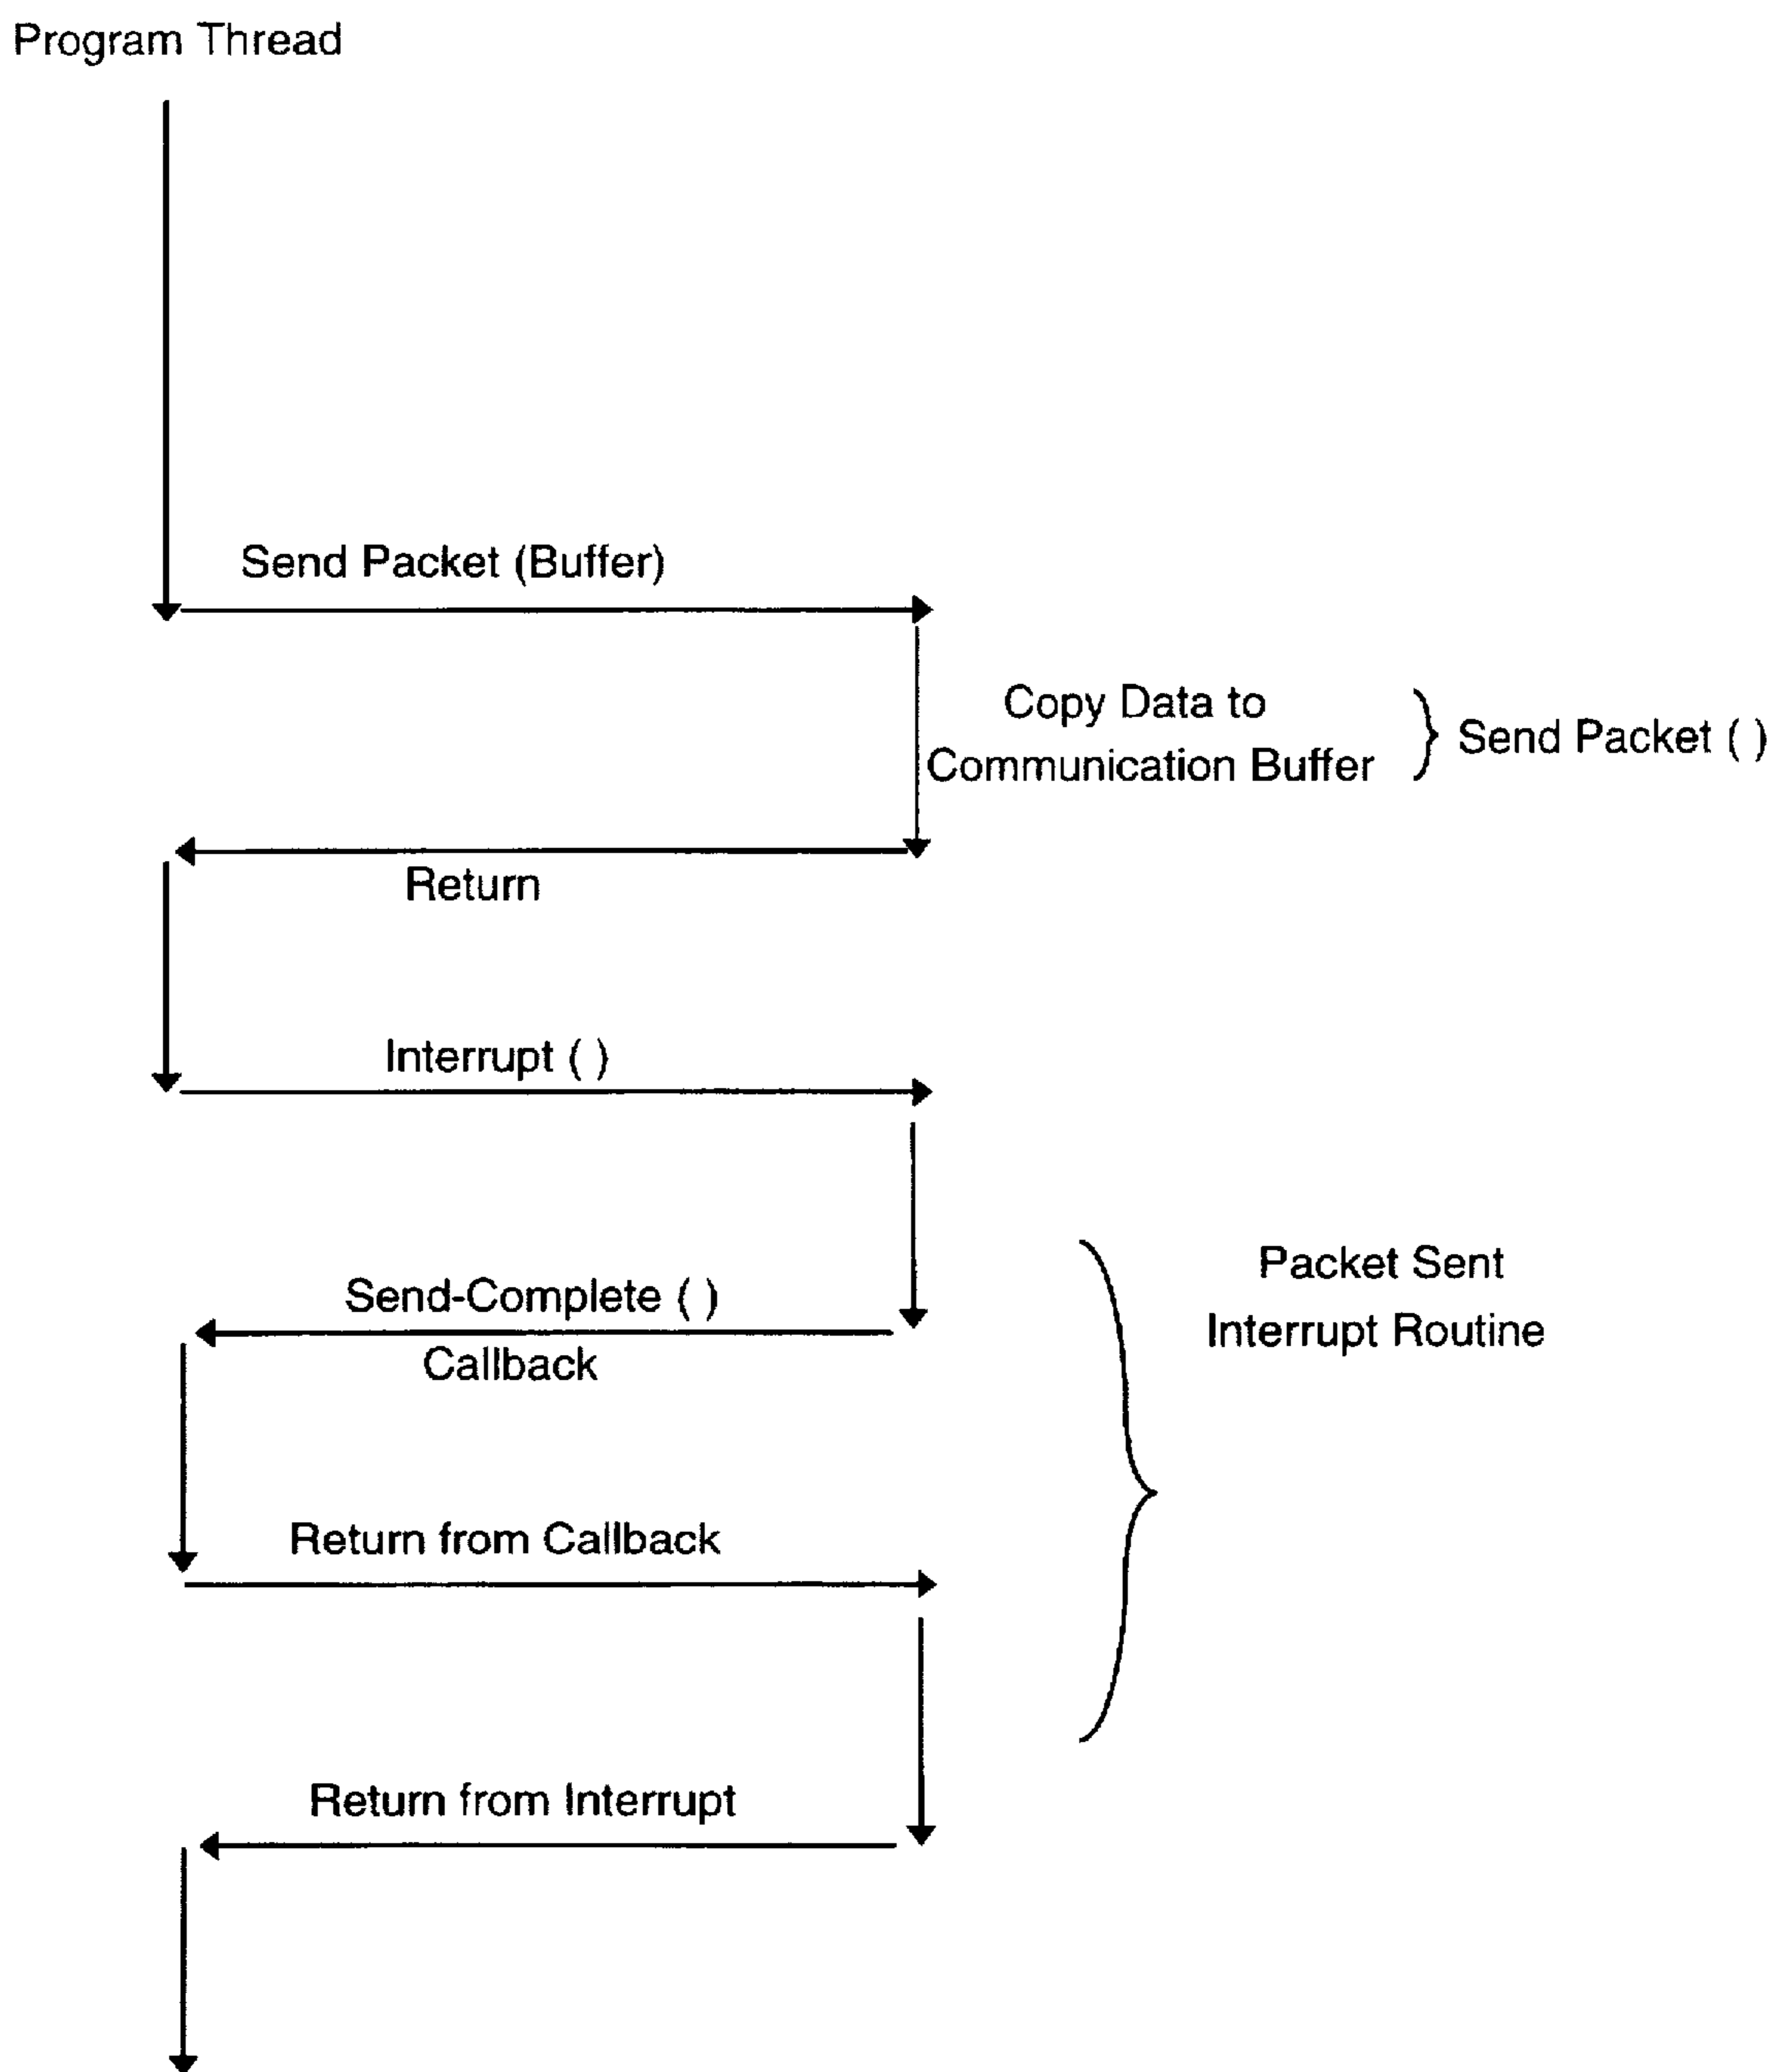 Program Thread
Send Packet (Buffer)
Copy Data to
Communication Buffer
Send Packet ( )
Return
Interrupt ( )
Packet Sent
Interrupt Routine
Send-Complete ( )
Callback
Return from Callback
Return from Interrupt